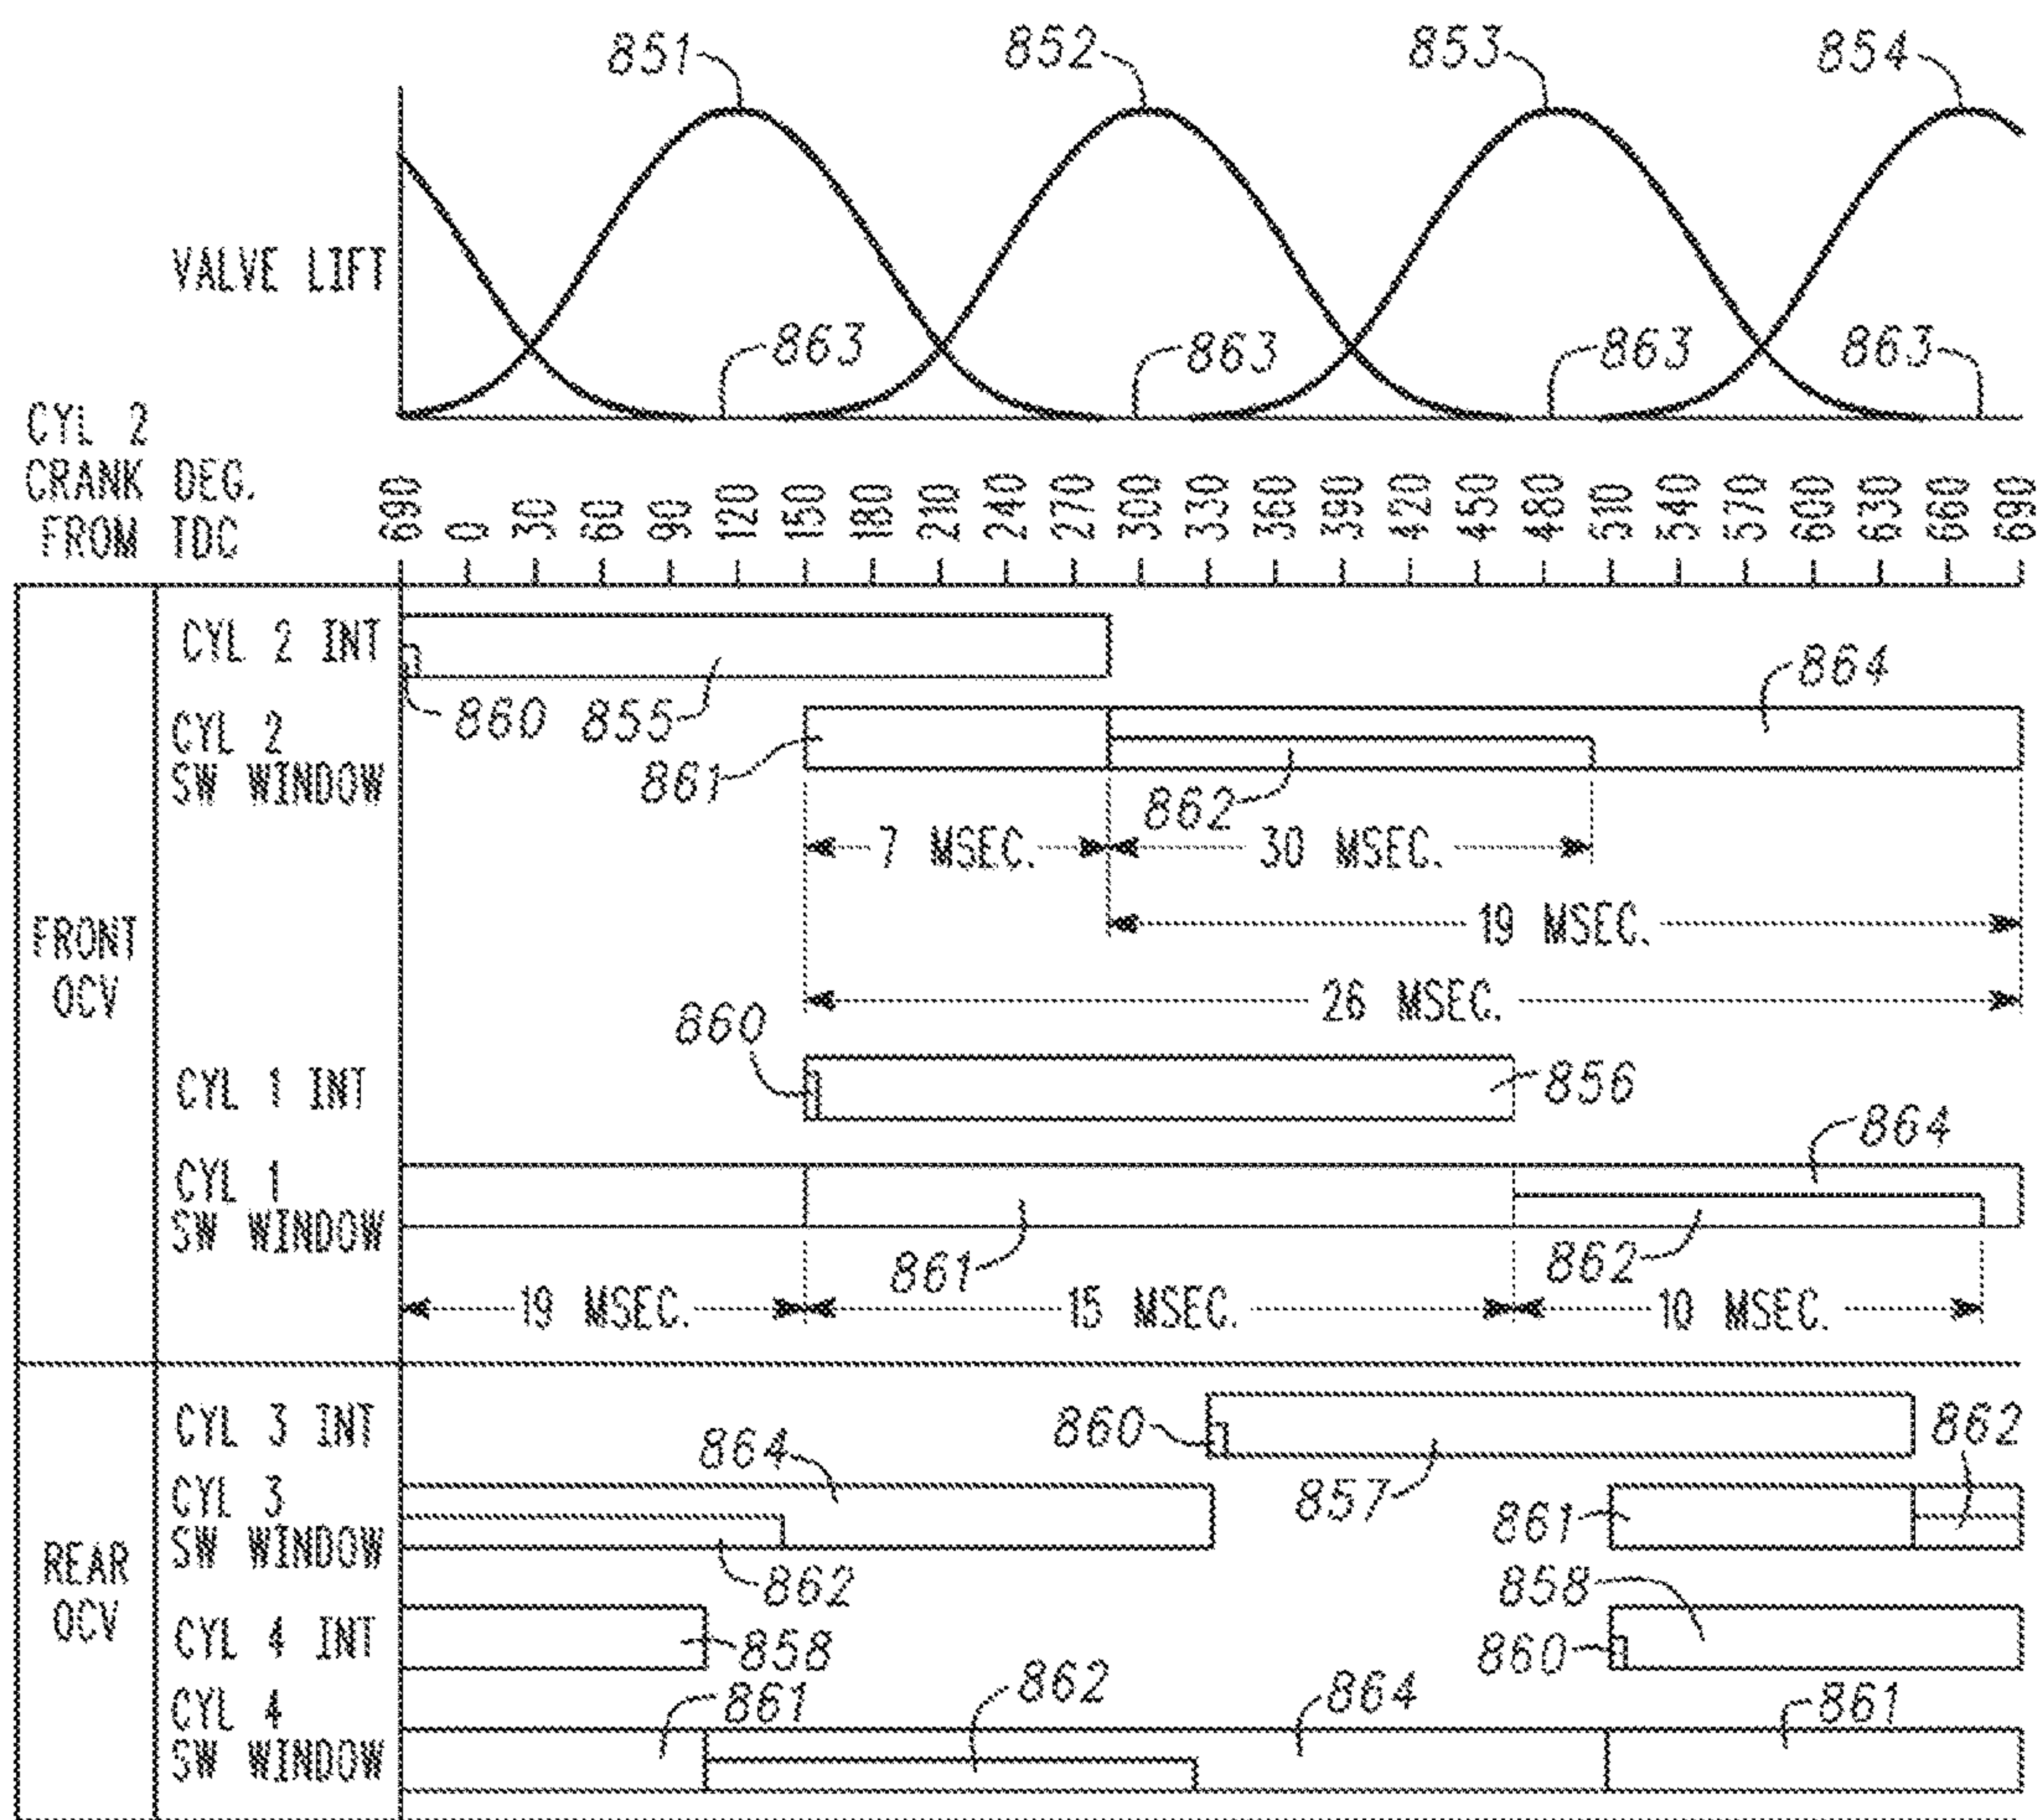 851
852
853
854
VALVE LIFT
863
863
863
863
CYL 2
CRANK DEG.
FROM TDC
690 0 30 60 90 120 150 180 210 240 270 300 330 360 390 420 450 480 510 540 570 600 630 660 690
FRONT
OCV
CYL 2 INT
860
855
864
CYL 2
SW WINDOW
861
862
7 MSEC.
30 MSEC.
19 MSEC.
26 MSEC.
860
CYL 1 INT
856
864
CYL 1
SW WINDOW
861
862
19 MSEC.
15 MSEC.
10 MSEC.
REAR
OCV
CYL 3 INT
860
857
862
864
CYL 3
SW WINDOW
861
862
858
CYL 4 INT
858
860
CYL 4
SW WINDOW
861
862
864
861